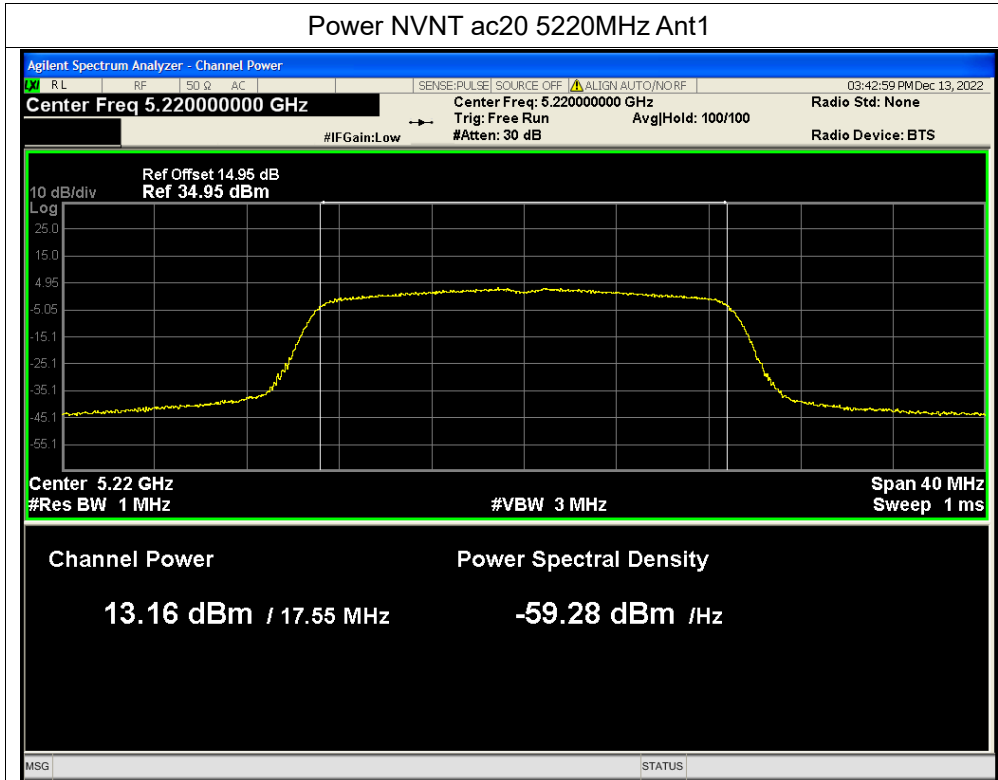 Power NVNT ac20 5220MHz Ant1
Agilent Spectrum Analyzer - Channel Power
LXI RL RF 50 Ω AC SENSE:PULSE SOURCE OFF ALIGN AUTO/NO RF 03:42:59 PM Dec 13, 2022
Center Freq 5.220000000 GHz Center Freq: 5.220000000 GHz Radio Std: None
Trig: Free Run Avg|Hold: 100/100
#IFGain:Low #Atten: 30 dB Radio Device: BTS
Ref Offset 14.95 dB
10 dB/div Ref 34.95 dBm
Log
25.0
15.0
4.95
-5.05
-15.1
-25.1
-35.1
-45.1
-55.1
Center 5.22 GHz Span 40 MHz
#Res BW 1 MHz #VBW 3 MHz Sweep 1 ms
Channel Power Power Spectral Density
13.16 dBm / 17.55 MHz -59.28 dBm /Hz
MSG STATUS